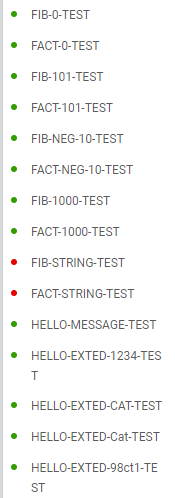 FIB-0-TEST
FACT-0-TEST
FIB-101-TEST
FACT-101-TEST
FIB-NEG-10-TEST
FACT-NEG-10-TEST
FIB-1000-TEST
FACT-1000-TEST
FIB-STRING-TEST
FACT-STRING-TEST
HELLO-MESSAGE-TEST
HELLO-EXTED-1234-TES
T
HELLO-EXTED-CAT-TEST
HELLO-EXTED-Cat-TEST
HELLO-EXTED-98ct1-TE
ST